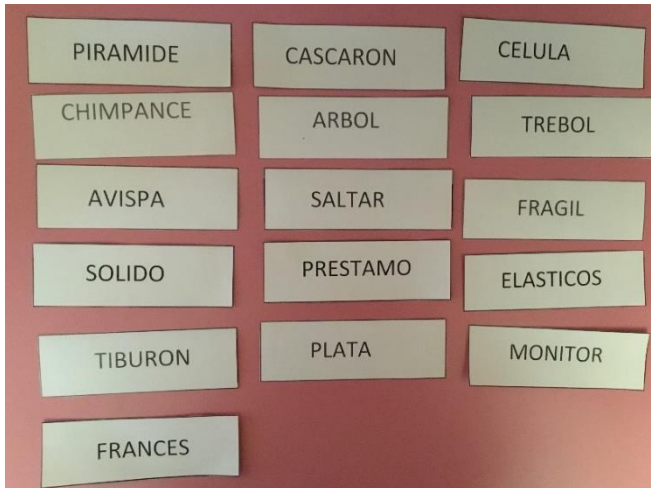 PIRAMIDE CASCARON CELULA
CHIMPANCE ARBOL TREBOL
AVISPA SALTAR FRAGIL
SOLIDO PRESTAMO ELASTICOS
TIBURON PLATA MONITOR
FRANCES